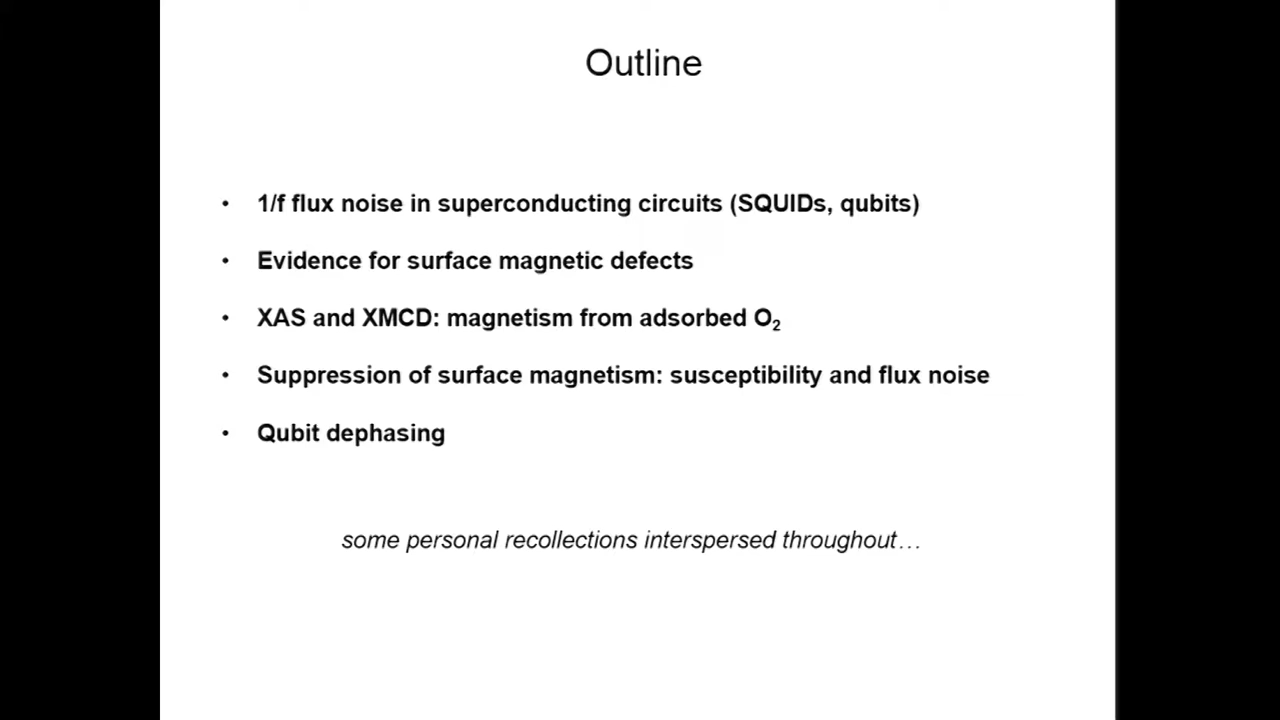 Outline
• 1/f flux noise in superconducting circuits (SQUIDs, qubits)
• Evidence for surface magnetic defects
• XAS and XMCD: magnetism from adsorbed O₂
• Suppression of surface magnetism: susceptibility and flux noise
• Qubit dephasing
some personal recollections interspersed throughout…